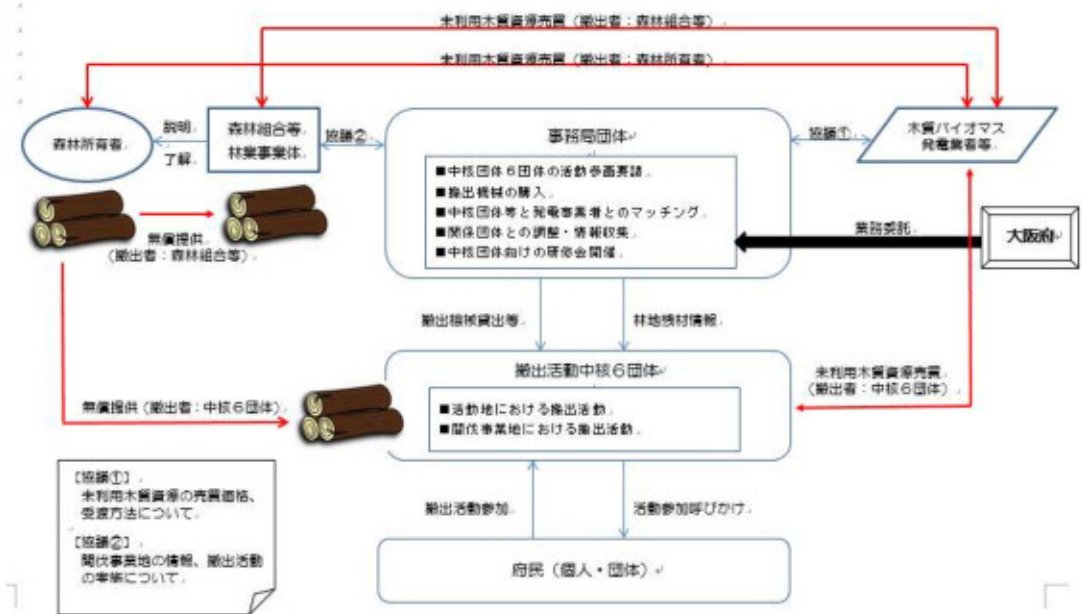 未利用木質資源売買（搬出者：森林組合等）
未利用木質資源売買（搬出者：森林所有者）
森林所有者
説明
了解
森林組合等
林業事業体
協議②
事務局団体
■中核団体６団体の活動参画要請
■搬出機械の購入
■中核団体等と発電事業者とのマッチング
■関係団体との調整・情報収集
■中核団体向けの研修会開催
協議①
木質バイオマス
発電業者等
業務委託
大阪府
無償提供
（搬出者：森林組合等）
搬出機械貸出等
林地残材情報
搬出活動中核６団体
■活動地における搬出活動
■間伐事業地における搬出活動
未利用木質資源売買
（搬出者：中核６団体）
無償提供（搬出者：中核６団体）
【協議①】
未利用木質資源の売買価格、
受渡方法について
【協議②】
間伐事業地の情報、搬出活動
の実施について
搬出活動参加
活動参加呼びかけ
府民（個人・団体）